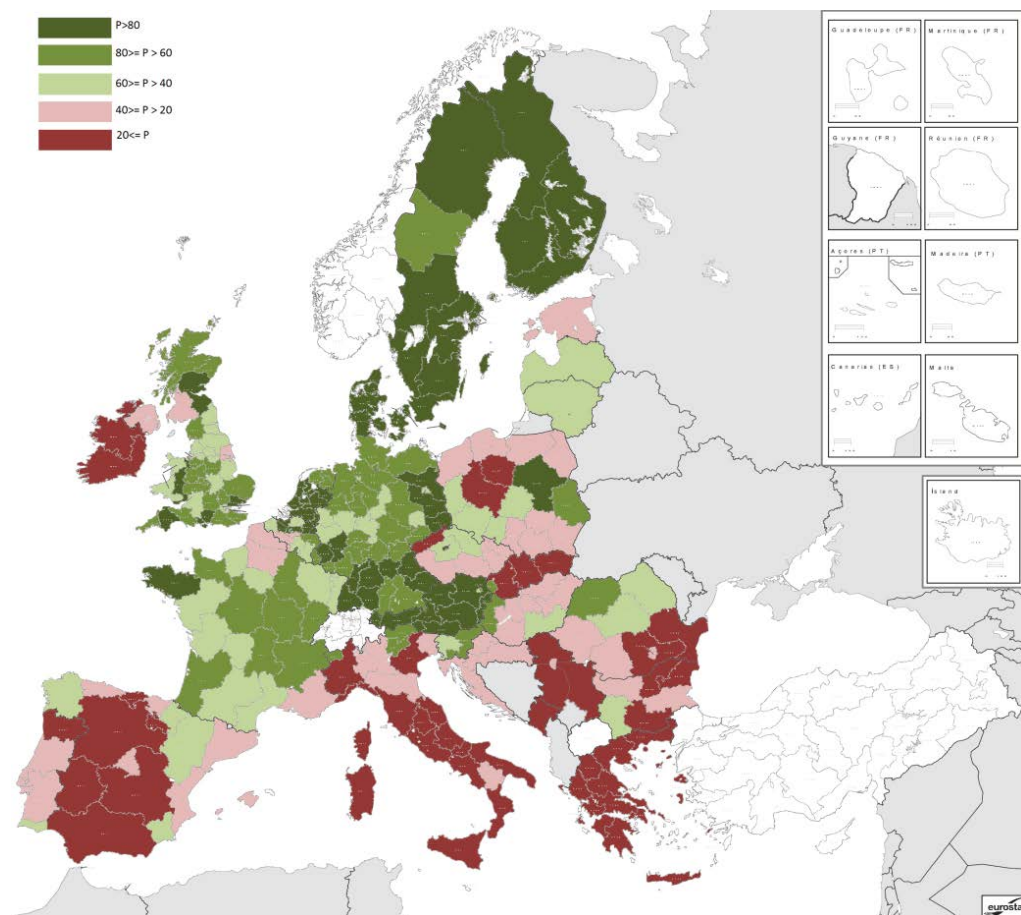 P>80
80>= P > 60
60>= P > 40
40>= P > 20
20<= P
Guadeloupe (FR)
Martinique (FR)
Guyane (FR)
Réunion (FR)
Açores (PT)
Madeira (PT)
Canarias (ES)
Malta
Ísland
eurosta